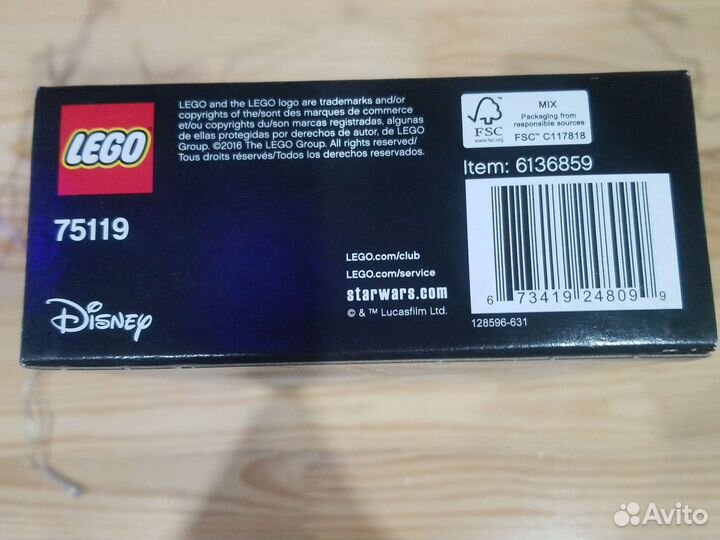 LEGO
75119
Disney
LEGO and the LEGO logo are trademarks and/or
copyrights of the/sont des marques de commerce
et/ou copyrights du/son marcas registradas, algunas
de ellas protegidas por derechos de autor, de LEGO
Group. ©2016 The LEGO Group. All rights reserved/
Tous droits réservés/Todos los derechos reservados.
LEGO.com/club
LEGO.com/service
starwars.com
© & ™ Lucasfilm Ltd.
FSC
www.fsc.org
MIX
Packaging from
responsible sources
FSC™ C117818
Item: 6136859
6 73419 24809 9
128596-631
Avito